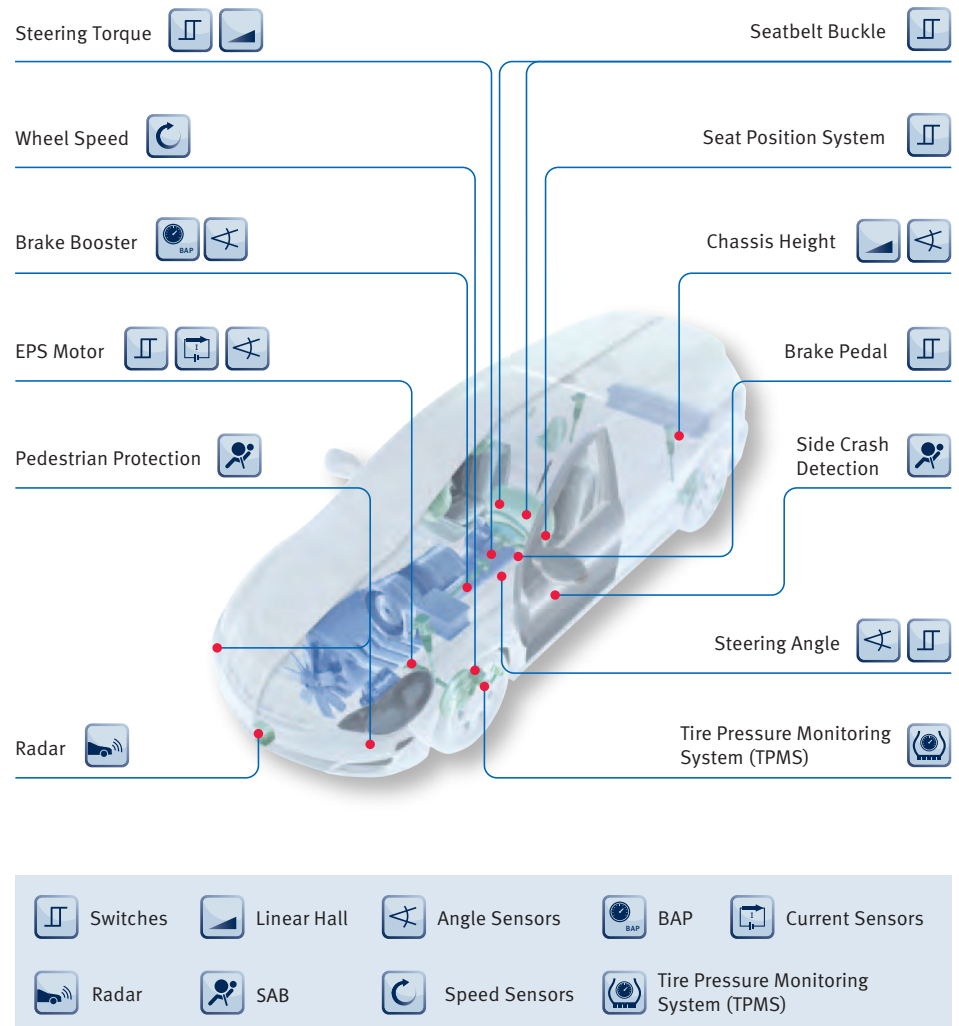 Steering Torque
Seatbelt Buckle
Wheel Speed
Seat Position System
Brake Booster
BAP
Chassis Height
EPS Motor
I
Brake Pedal
Pedestrian Protection
Side Crash
Detection
Steering Angle
Radar
Tire Pressure Monitoring
System (TPMS)
Switches
Linear Hall
Angle Sensors
BAP
BAP
I
Current Sensors
Radar
SAB
Speed Sensors
Tire Pressure Monitoring
System (TPMS)